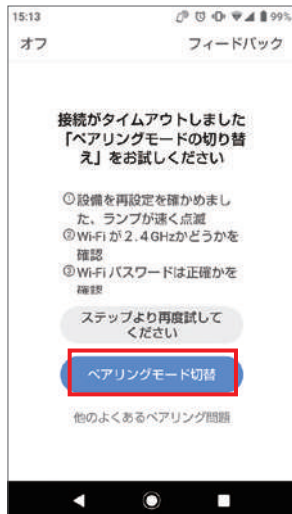 15:13 99%
オフ フィードバック
接続がタイムアウトしました
「ペアリングモードの切り替
え」をお試しください
①設備を再設定を確かめまし
た、ランプが速く点滅
②Wi-Fi が2.4GHzかどうかを
確認
③Wi-Fi パスワードは正確かを
確認
ステップより再度試して
ください
ペアリングモード切替
他のよくあるペアリング問題